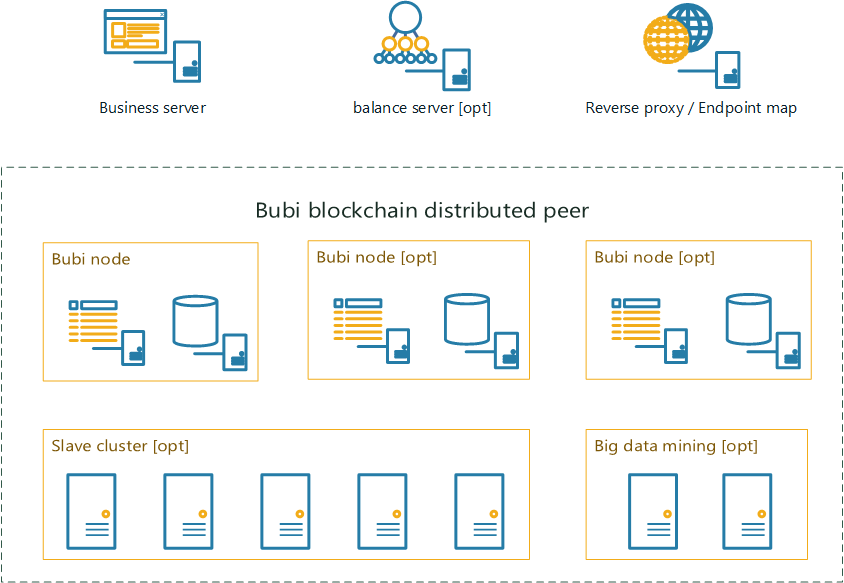 Business server
balance server [opt]
Reverse proxy / Endpoint map
Bubi blockchain distributed peer
Bubi node
Bubi node [opt]
Bubi node [opt]
Slave cluster [opt]
Big data mining [opt]